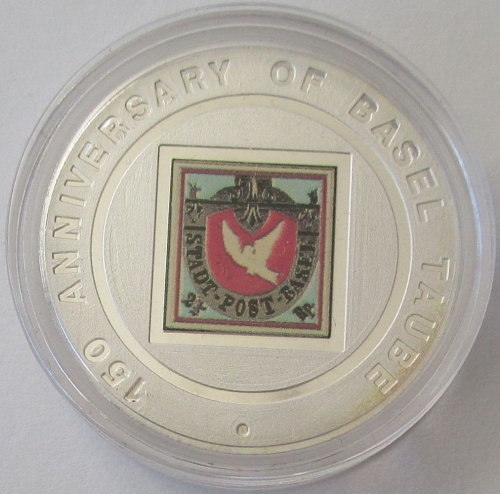 150 ANNIVERSARY OF BASEL TAUBE
STADT-POST-BASEL
2½ Rp.